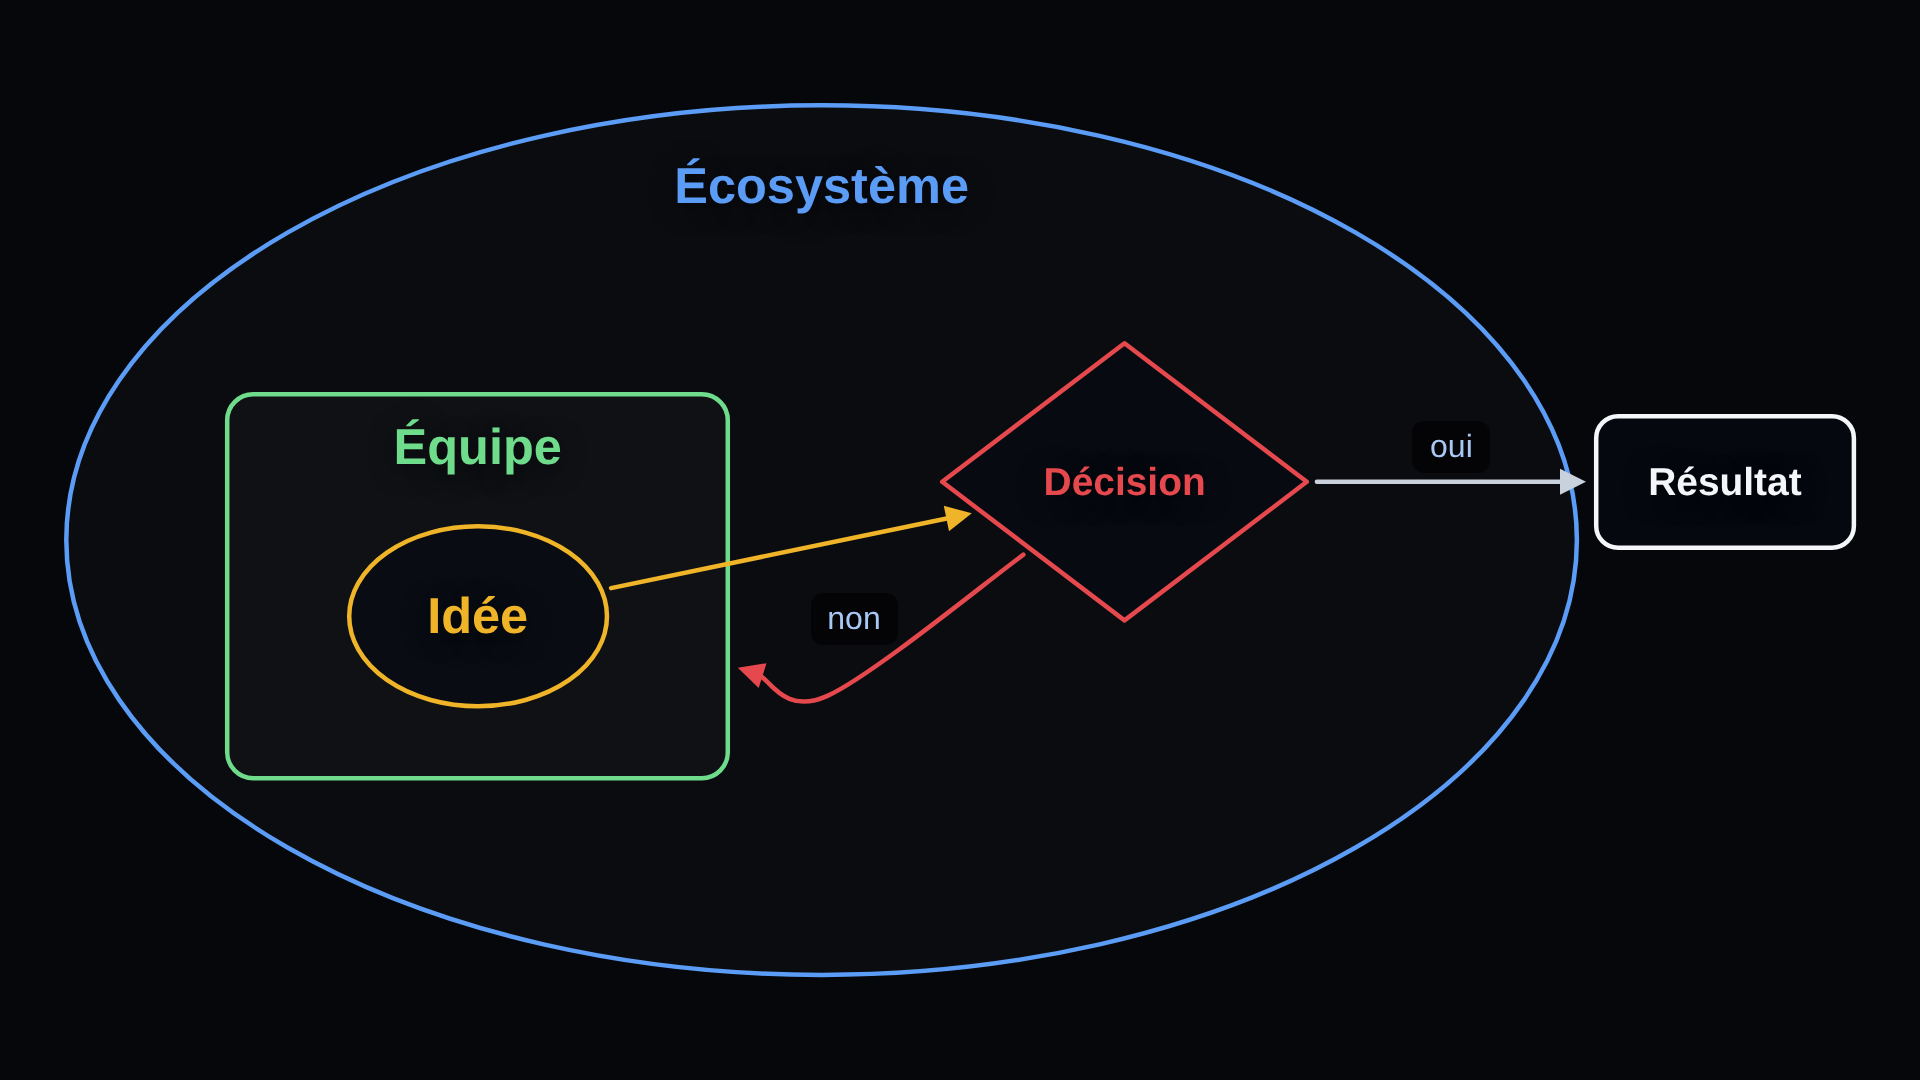 Écosystème
Équipe
Idée
Décision
non
oui
Résultat